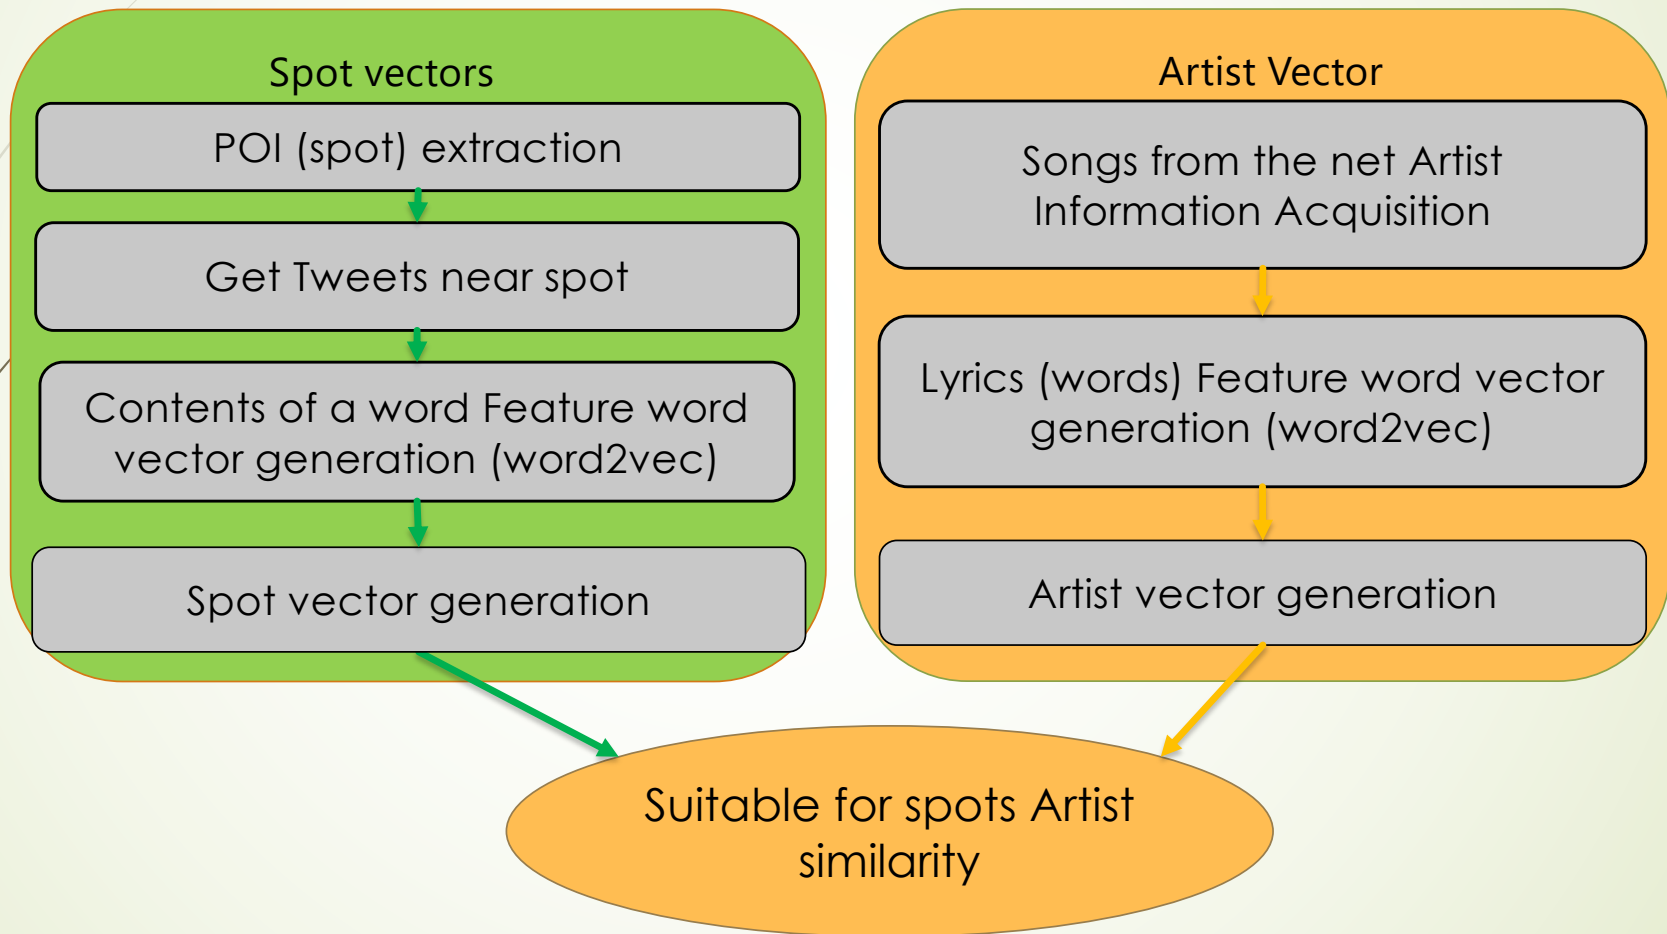 Spot vectors
POI (spot) extraction
Get Tweets near spot
Contents of a word Feature word
vector generation (word2vec)
Spot vector generation
Artist Vector
Songs from the net Artist
Information Acquisition
Lyrics (words) Feature word vector
generation (word2vec)
Artist vector generation
Suitable for spots Artist
similarity